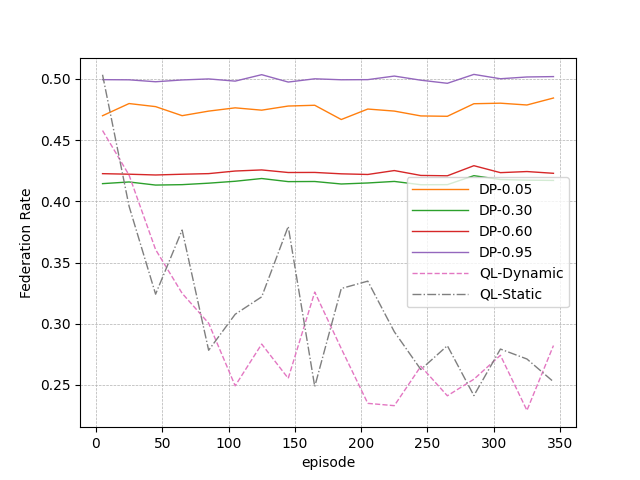 0.50
0.45
0.40
0.35
0.30
0.25
Federation Rate
DP-0.05
DP-0.30
DP-0.60
DP-0.95
QL-Dynamic
QL-Static
0 50 100 150 200 250 300 350
episode